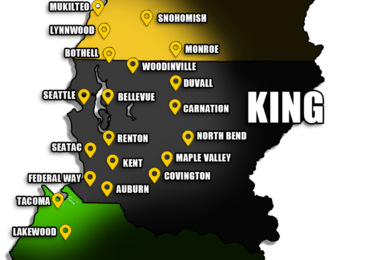 MUKILTEO
SNOHOMISH
LYNNWOOD
MONROE
BOTHELL
WOODINVILLE
DUVALL
SEATTLE
BELLEVUE
CARNATION
KING
RENTON
NORTH BEND
SEATAC
MAPLE VALLEY
KENT
COVINGTON
FEDERAL WAY
AUBURN
TACOMA
LAKEWOOD